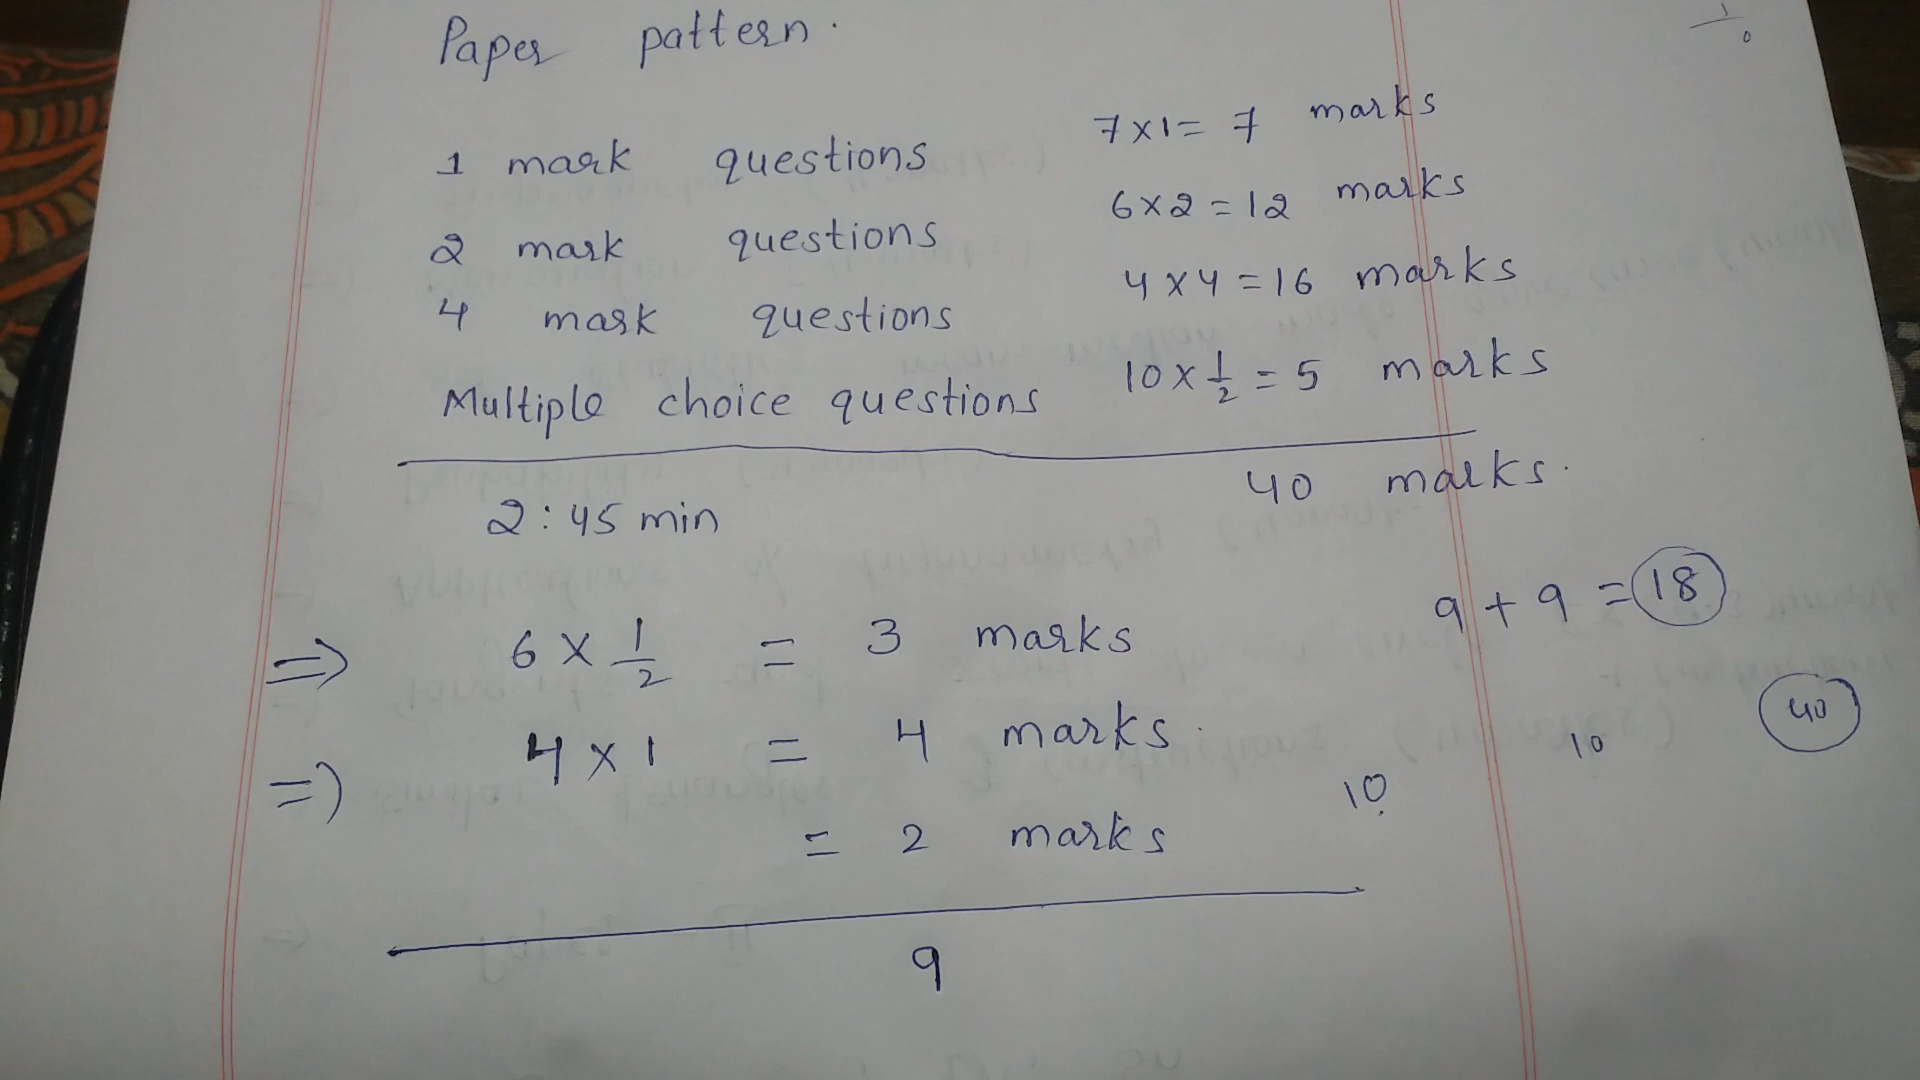 Paper pattern.
1 mark questions 7x1= 7 marks
2 mark questions 6x2=12 marks
4 mark questions 4x4=16 marks
Multiple choice questions 10x1/2=5 marks
40 marks.
2:45 min
9+9=18
=> 6x1/2 = 3 marks
40
=> 4x1 = 4 marks.
10
10
= 2 marks
9